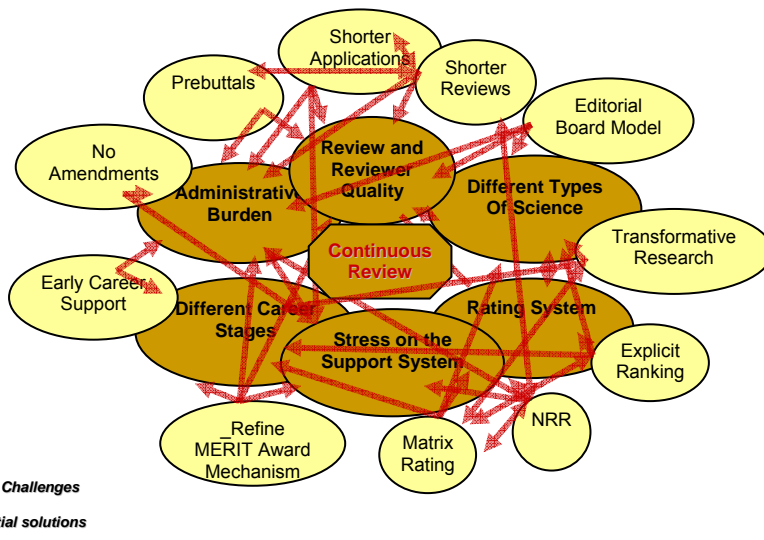 Shorter
Applications
Prebuttals
Shorter
Reviews
Editorial
Board Model
No
Amendments
Review and
Reviewer
Quality
Administrative
Burden
Different Types
Of Science
Transformative
Research
Continuous
Review
Early Career
Support
Different Career
Stages
Rating System
Stress on the
Support System
Explicit
Ranking
_Refine
MERIT Award
Mechanism
Matrix
Rating
NRR
Challenges
tial solutions